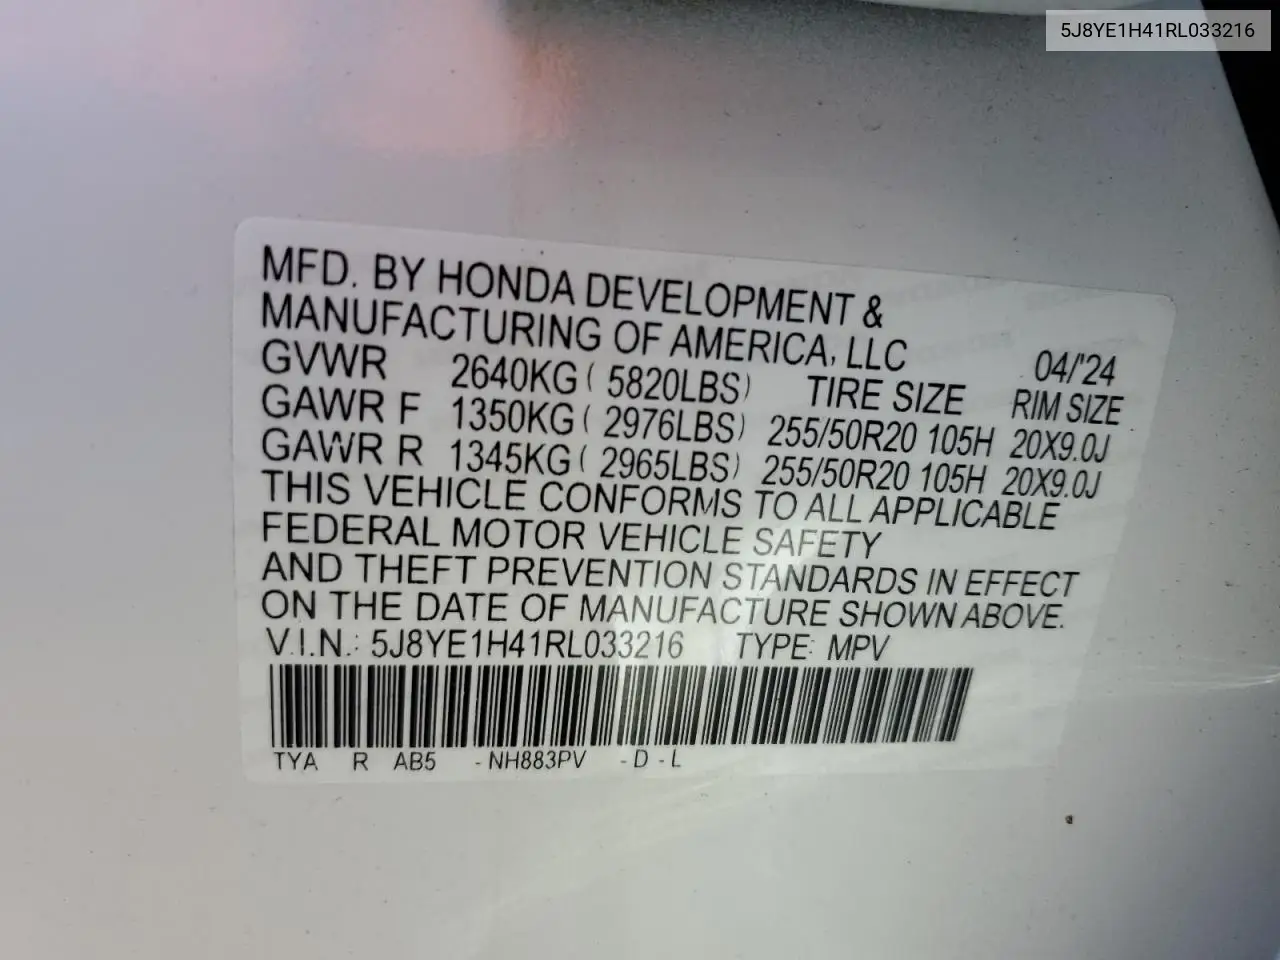 5J8YE1H41RL033216
MFD. BY HONDA DEVELOPMENT &
MANUFACTURING OF AMERICA, LLC 04/'24
GVWR 2640KG ( 5820LBS) TIRE SIZE RIM SIZE
GAWR F 1350KG ( 2976LBS) 255/50R20 105H 20X9.0J
GAWR R 1345KG ( 2965LBS) 255/50R20 105H 20X9.0J
THIS VEHICLE CONFORMS TO ALL APPLICABLE
FEDERAL MOTOR VEHICLE SAFETY
AND THEFT PREVENTION STANDARDS IN EFFECT
ON THE DATE OF MANUFACTURE SHOWN ABOVE.
V.I.N.: 5J8YE1H41RL033216 TYPE: MPV
TYA R AB5 - NH883PV - D - L